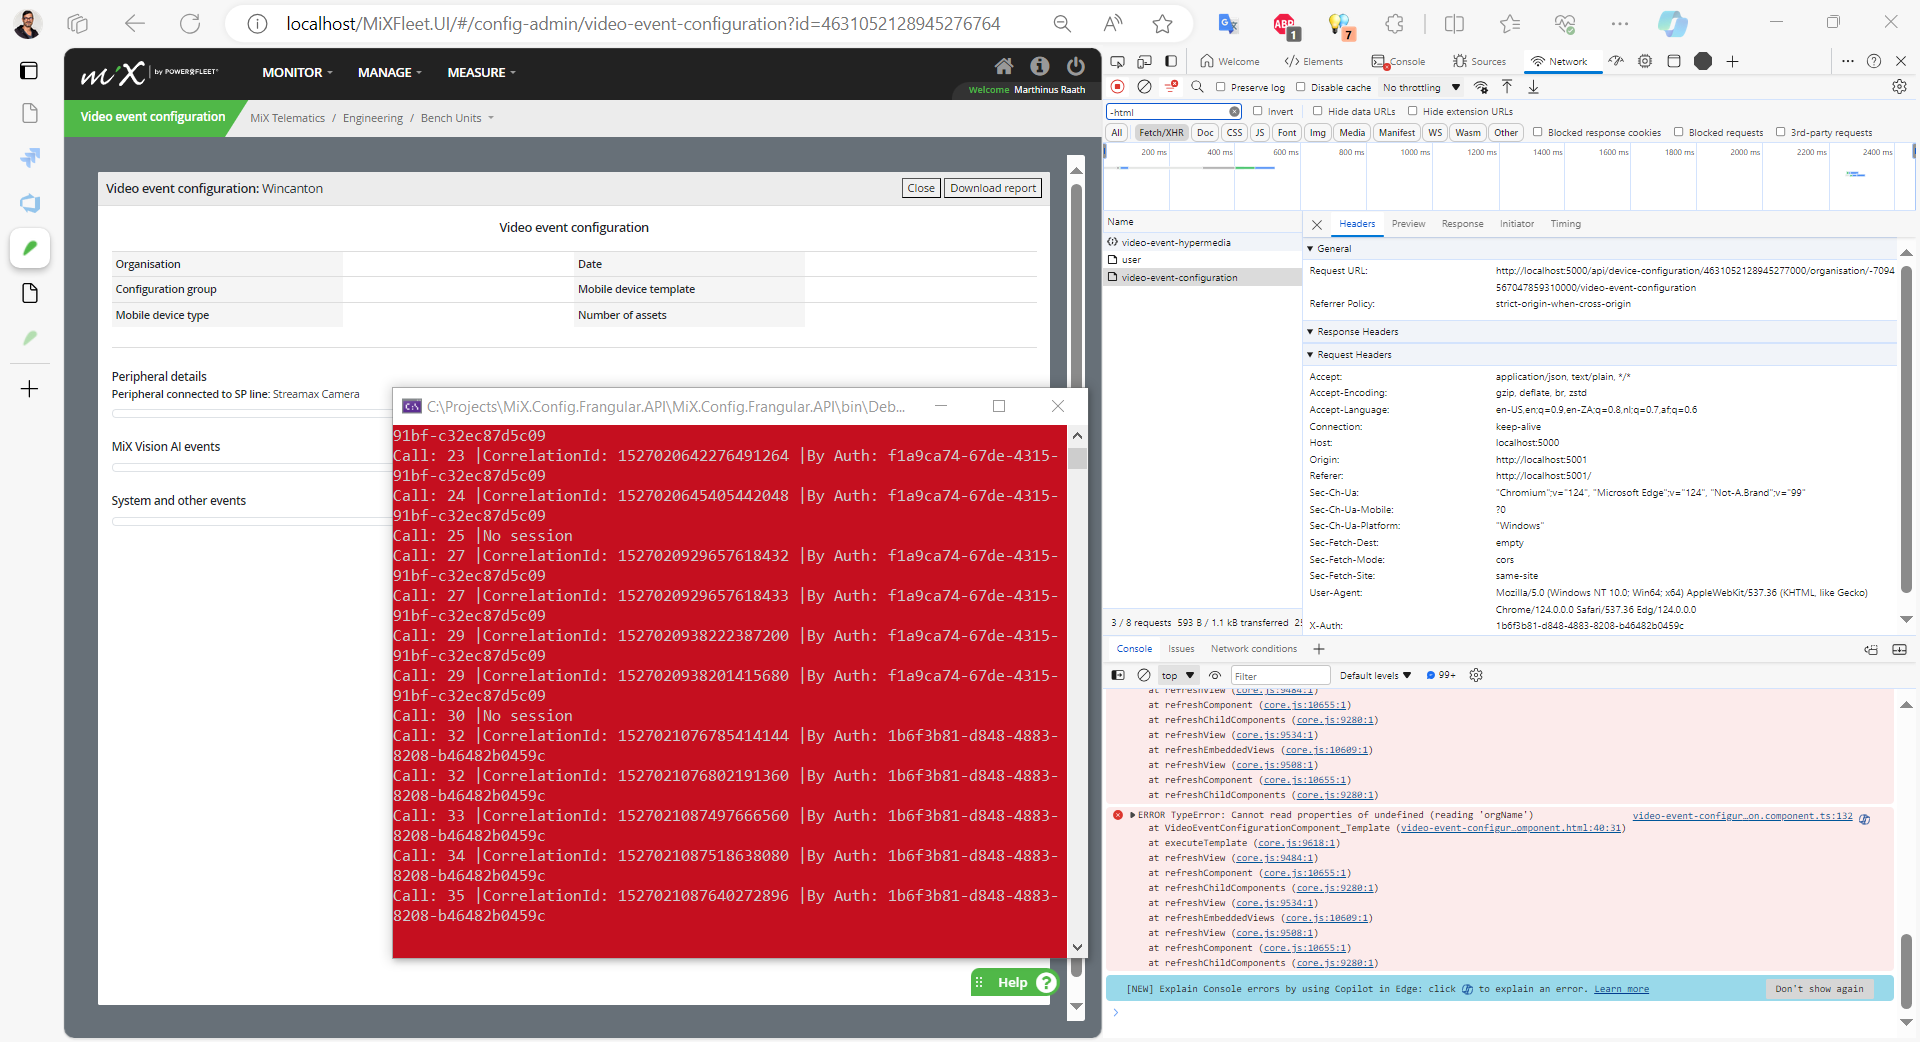 localhost/MiXFleet.UI/#/config-admin/video-event-configuration?id=4631052128945276764
ABP
1
7
miX by POWERFLEET
MONITOR
MANAGE
MEASURE
Welcome Marthinus Raath
Video event configuration
MiX Telematics / Engineering / Bench Units
Video event configuration: Wincanton
Close
Download report
Video event configuration
Organisation
Date
Configuration group
Mobile device template
Mobile device type
Number of assets
Peripheral details
Peripheral connected to SP line: Streamax Camera
MiX Vision AI events
System and other events
C:\Projects\MiX.Config.Frangular.API\MiX.Config.Frangular.API\bin\Deb...
91bf-c32ec87d5c09
Call: 23 |CorrelationId: 1527020642276491264 |By Auth: f1a9ca74-67de-4315-
91bf-c32ec87d5c09
Call: 24 |CorrelationId: 1527020645405442048 |By Auth: f1a9ca74-67de-4315-
91bf-c32ec87d5c09
Call: 25 |No session
Call: 27 |CorrelationId: 1527020929657618432 |By Auth: f1a9ca74-67de-4315-
91bf-c32ec87d5c09
Call: 27 |CorrelationId: 1527020929657618433 |By Auth: f1a9ca74-67de-4315-
91bf-c32ec87d5c09
Call: 29 |CorrelationId: 1527020938222387200 |By Auth: f1a9ca74-67de-4315-
91bf-c32ec87d5c09
Call: 29 |CorrelationId: 1527020938201415680 |By Auth: f1a9ca74-67de-4315-
91bf-c32ec87d5c09
Call: 30 |No session
Call: 32 |CorrelationId: 1527021076785414144 |By Auth: 1b6f3b81-d848-4883-
8208-b46482b0459c
Call: 32 |CorrelationId: 1527021076802191360 |By Auth: 1b6f3b81-d848-4883-
8208-b46482b0459c
Call: 33 |CorrelationId: 1527021087497666560 |By Auth: 1b6f3b81-d848-4883-
8208-b46482b0459c
Call: 34 |CorrelationId: 1527021087518638080 |By Auth: 1b6f3b81-d848-4883-
8208-b46482b0459c
Call: 35 |CorrelationId: 1527021087640272896 |By Auth: 1b6f3b81-d848-4883-
8208-b46482b0459c
Help
Welcome
Elements
Console
Sources
Network
Preserve log
Disable cache
No throttling
-html
Invert
Hide data URLs
Hide extension URLs
All
Fetch/XHR
Doc
CSS
JS
Font
Img
Media
Manifest
WS
Wasm
Other
Blocked response cookies
Blocked requests
3rd-party requests
200 ms
400 ms
600 ms
800 ms
1000 ms
1200 ms
1400 ms
1600 ms
1800 ms
2000 ms
2200 ms
2400 ms
Name
video-event-hypermedia
user
video-event-configuration
3 / 8 requests 593 B / 1.1 kB transferred
Headers
Preview
Response
Initiator
Timing
General
Request URL: http://localhost:5000/api/device-configuration/4631052128945277000/organisation/-7094
567047859310000/video-event-configuration
Referrer Policy: strict-origin-when-cross-origin
Response Headers
Request Headers
Accept: application/json, text/plain, */*
Accept-Encoding: gzip, deflate, br, zstd
Accept-Language: en-US,en;q=0.9,en-ZA;q=0.8,nl;q=0.7,af;q=0.6
Connection: keep-alive
Host: localhost:5000
Origin: http://localhost:5001
Referer: http://localhost:5001/
Sec-Ch-Ua: "Chromium";v="124", "Microsoft Edge";v="124", "Not-A.Brand";v="99"
Sec-Ch-Ua-Mobile: ?0
Sec-Ch-Ua-Platform: "Windows"
Sec-Fetch-Dest: empty
Sec-Fetch-Mode: cors
Sec-Fetch-Site: same-site
User-Agent: Mozilla/5.0 (Windows NT 10.0; Win64; x64) AppleWebKit/537.36 (KHTML, like Gecko)
Chrome/124.0.0.0 Safari/537.36 Edg/124.0.0.0
X-Auth: 1b6f3b81-d848-4883-8208-b46482b0459c
Console
Issues
Network conditions
top
Filter
Default levels
99+
at refreshView (core.js:9484:1)
at refreshComponent (core.js:10655:1)
at refreshChildComponents (core.js:9280:1)
at refreshView (core.js:9534:1)
at refreshEmbeddedViews (core.js:10609:1)
at refreshView (core.js:9508:1)
at refreshComponent (core.js:10655:1)
at refreshChildComponents (core.js:9280:1)
ERROR TypeError: Cannot read properties of undefined (reading 'orgName') video-event-configur…on.component.ts:132
at VideoEventConfigurationComponent_Template (video-event-configur…omponent.html:40:31)
at executeTemplate (core.js:9618:1)
at refreshView (core.js:9484:1)
at refreshComponent (core.js:10655:1)
at refreshChildComponents (core.js:9280:1)
at refreshView (core.js:9534:1)
at refreshEmbeddedViews (core.js:10609:1)
at refreshView (core.js:9508:1)
at refreshComponent (core.js:10655:1)
at refreshChildComponents (core.js:9280:1)
[NEW] Explain Console errors by using Copilot in Edge: click to explain an error. Learn more
Don't show again